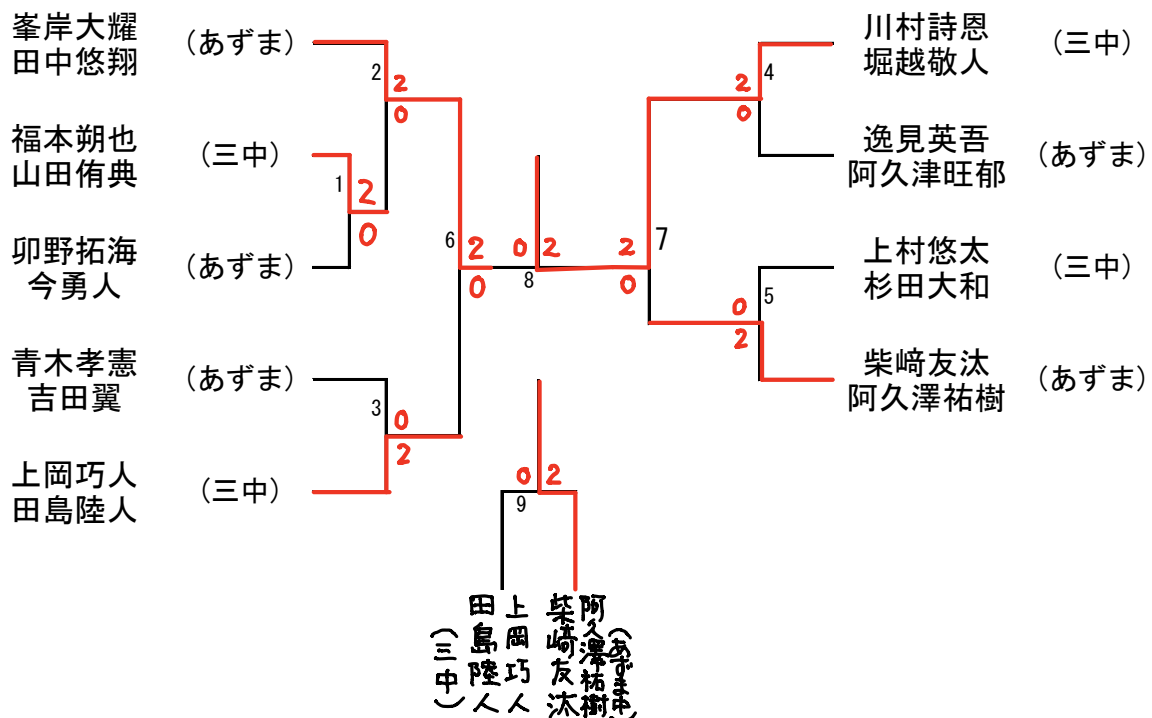 峯岸大耀
田中悠翔
(あずま)
2
2
0
福本朔也
山田侑典
(三中)
1
2
0
卯野拓海
今勇人
(あずま)
6
2
0
青木孝憲
吉田翼
(あずま)
3
0
2
上岡巧人
田島陸人
(三中)
0 2
8
川村詩恩
堀越敬人
(三中)
4
2
0
逸見英吾
阿久津旺郁
(あずま)
7
2
0
上村悠太
杉田大和
(三中)
5
0
2
柴﨑友汰
阿久澤祐樹
(あずま)
0 2
9
上岡巧人
田島陸人
(三中)
阿久澤祐樹
柴﨑友汰
(あずま中)